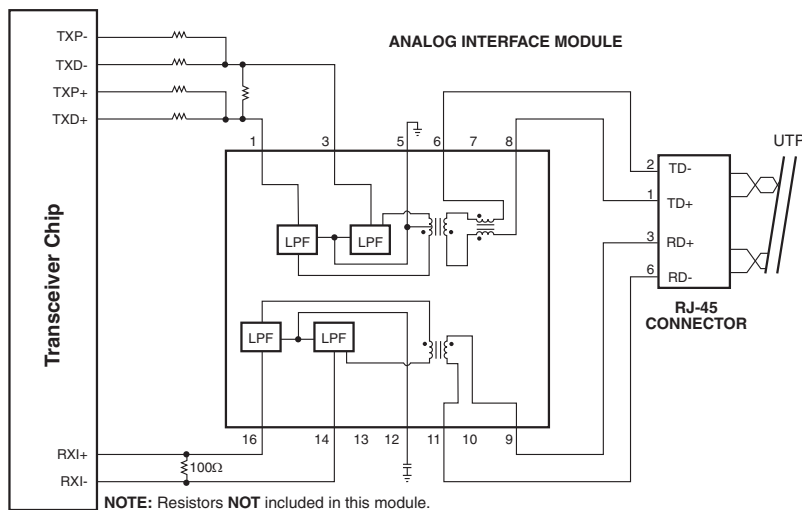 TXP-
TXD-
TXP+
TXD+
ANALOG INTERFACE MODULE
1 3 5 6 7 8
Transceiver Chip
LPF LPF
LPF LPF
UTP
2 TD-
1 TD+
3 RD+
6 RD-
RJ-45
CONNECTOR
16 14 13 12 11 10 9
RXI+
100Ω
RXI-
NOTE: Resistors NOT included in this module.